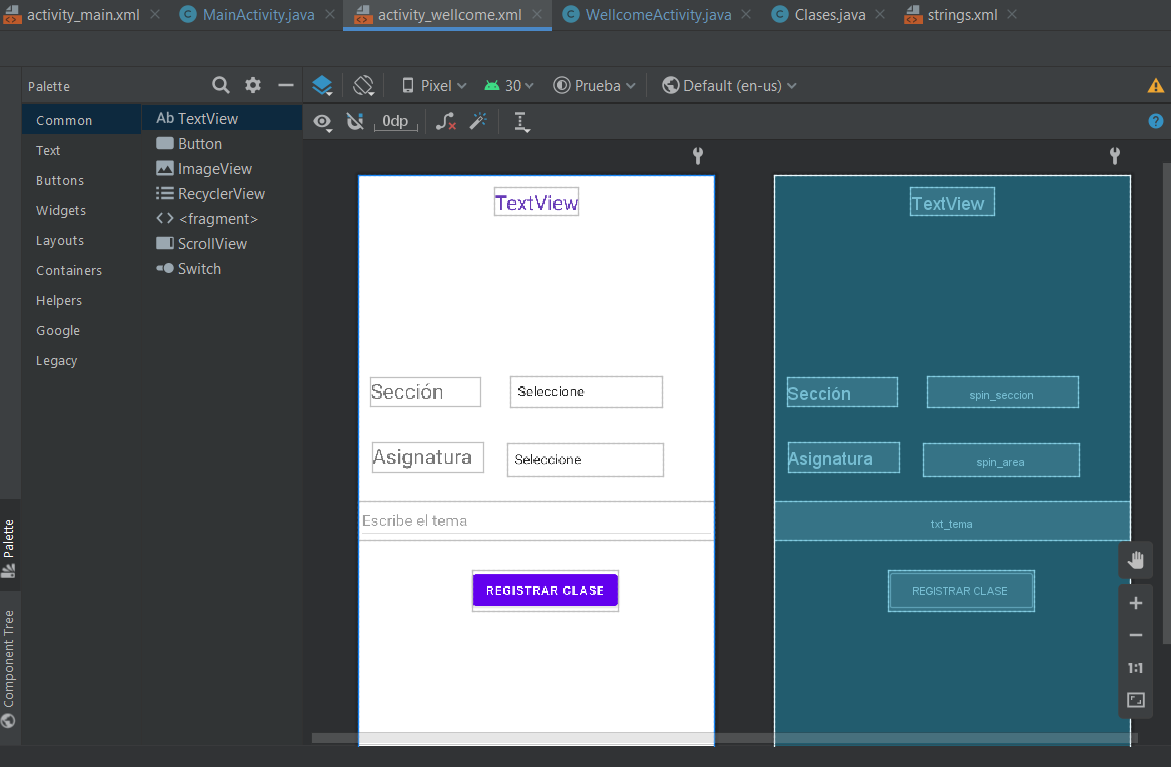 activity_main.xml MainActivity.java activity_wellcome.xml WellcomeActivity.java Clases.java strings.xml
Palette
Pixel 30 Prueba Default (en-us)
Common
Text
Buttons
Widgets
Layouts
Containers
Helpers
Google
Legacy
Ab TextView
Button
ImageView
RecyclerView
<fragment>
ScrollView
Switch
0dp
TextView
Sección Seleccione
Asignatura Seleccione
Escribe el tema
REGISTRAR CLASE
TextView
Sección spin_seccion
Asignatura spin_area
txt_tema
REGISTRAR CLASE
1:1
Palette
Component Tree